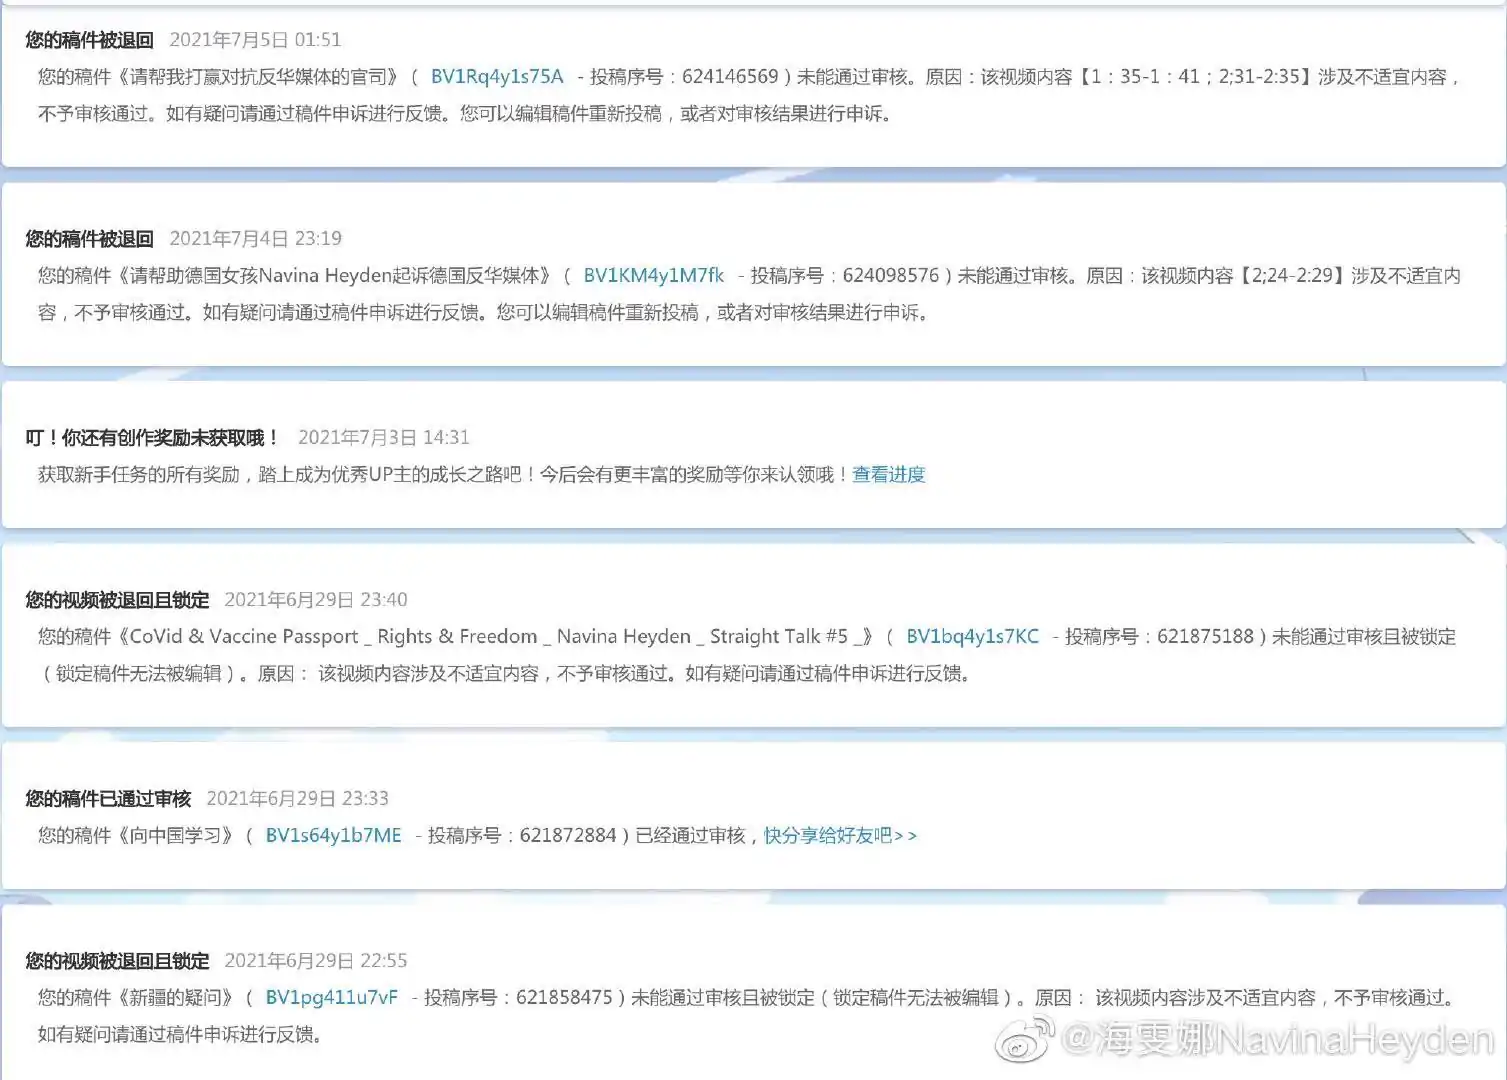 您的稿件被退回 2021年7月5日 01:51
您的稿件《请帮我打赢对抗反华媒体的官司》（ BV1Rq4y1s75A - 投稿序号：624146569）未能通过审核。原因：该视频内容【1：35-1：41；2;31-2:35】涉及不适宜内容，
不予审核通过。如有疑问请通过稿件申诉进行反馈。您可以编辑稿件重新投稿，或者对审核结果进行申诉。
您的稿件被退回 2021年7月4日 23:19
您的稿件《请帮助德国女孩Navina Heyden起诉德国反华媒体》（ BV1KM4y1M7fk - 投稿序号：624098576）未能通过审核。原因：该视频内容【2;24-2:29】涉及不适宜内
容，不予审核通过。如有疑问请通过稿件申诉进行反馈。您可以编辑稿件重新投稿，或者对审核结果进行申诉。
叮！你还有创作奖励未获取哦！ 2021年7月3日 14:31
获取新手任务的所有奖励，踏上成为优秀UP主的成长之路吧！今后会有更丰富的奖励等你来认领哦！查看进度
您的视频被退回且锁定 2021年6月29日 23:40
您的稿件《CoVid & Vaccine Passport _ Rights & Freedom _ Navina Heyden _ Straight Talk #5 _》（ BV1bq4y1s7KC - 投稿序号：621875188）未能通过审核且被锁定
（锁定稿件无法被编辑）。原因： 该视频内容涉及不适宜内容，不予审核通过。如有疑问请通过稿件申诉进行反馈。
您的稿件已通过审核 2021年6月29日 23:33
您的稿件《向中国学习》（ BV1s64y1b7ME - 投稿序号：621872884）已经通过审核，快分享给好友吧>>
您的视频被退回且锁定 2021年6月29日 22:55
您的稿件《新疆的疑问》（ BV1pg411u7vF - 投稿序号：621858475）未能通过审核且被锁定（锁定稿件无法被编辑）。原因： 该视频内容涉及不适宜内容，不予审核通过。
如有疑问请通过稿件申诉进行反馈。
@海雯娜NavinaHeyden